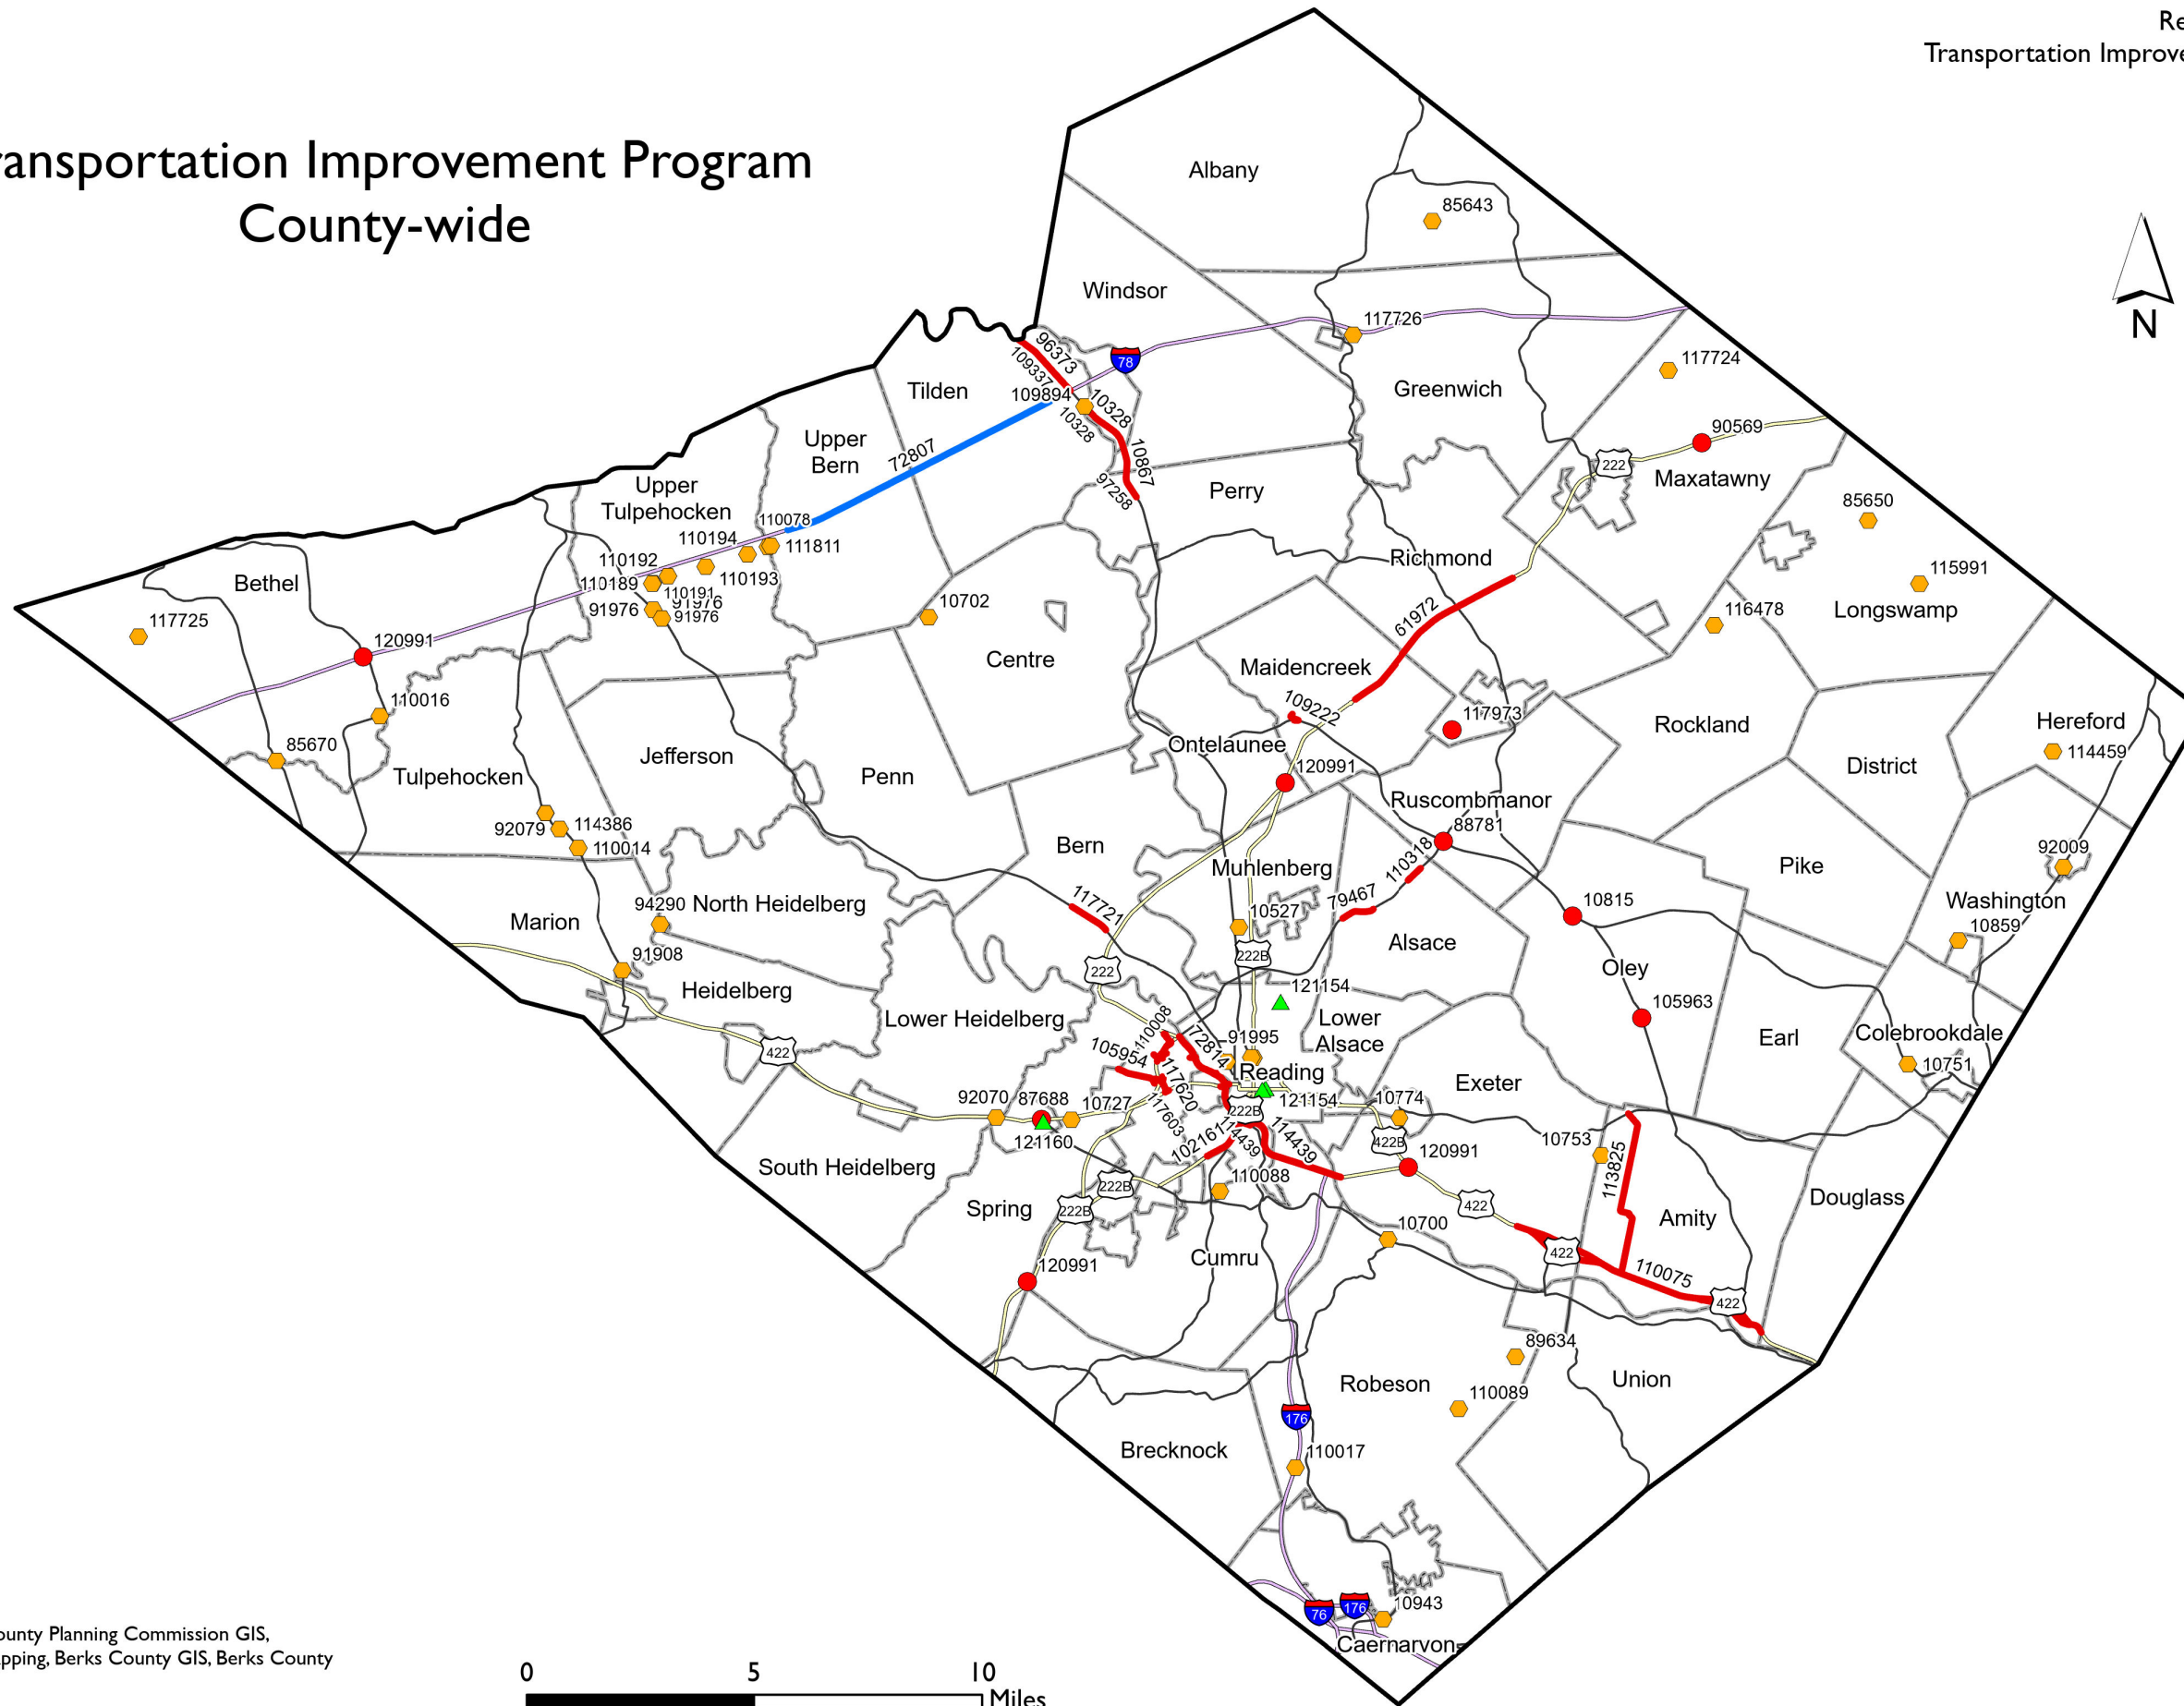 Re
Transportation Improve
ransportation Improvement Program
County-wide
N
Albany
85643
Windsor
117726
78
96373
109337
109894
10328
10328
10867
97258
Tilden
Upper
Bern
72807
Greenwich
117724
90569
222
Maxatawny
Perry
85650
Upper
Tulpehocken
110078
110194
111811
110192
110193
110189
110191
91976
91976
91976
Bethel
117725
120991
110016
85670
Richmond
61972
115991
116478
Longswamp
10702
Centre
Maidencreek
109222
117973
Rockland
Hereford
114459
Ontelaunee
120991
District
Tulpehocken
Jefferson
Penn
92079
114386
110014
Ruscombmanor
88781
110318
79467
Bern
Muhlenberg
Pike
92009
Washington
10859
10815
94290
North Heidelberg
Marion
91908
117721
10527
222B
222
Alsace
Oley
Heidelberg
121154
105963
Lower Heidelberg
Lower
Alsace
Earl
Colebrookdale
10751
110008
105954
72814
91995
Reading
117620
117603
422
Exeter
92070
87688
10727
121160
121154
222B
10774
422B
10753
113825
102161
114439
114439
120991
South Heidelberg
110088
222B
222B
Spring
422
Douglass
Amity
10700
Cumru
422
110075
422
120991
89634
Robeson
Union
110089
176
Brecknock
110017
10943
76
176
Caernarvon
ounty Planning Commission GIS,
pping, Berks County GIS, Berks County
0 5 10
Miles